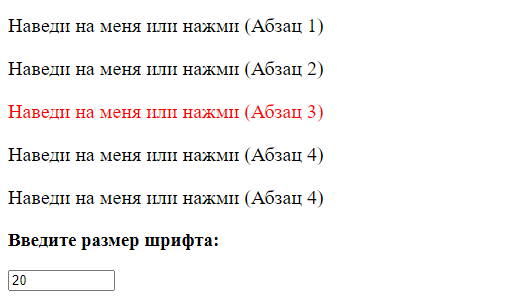 Наведи на меня или нажми (Абзац 1)
Наведи на меня или нажми (Абзац 2)
Наведи на меня или нажми (Абзац 3)
Наведи на меня или нажми (Абзац 4)
Наведи на меня или нажми (Абзац 4)
Введите размер шрифта:
20